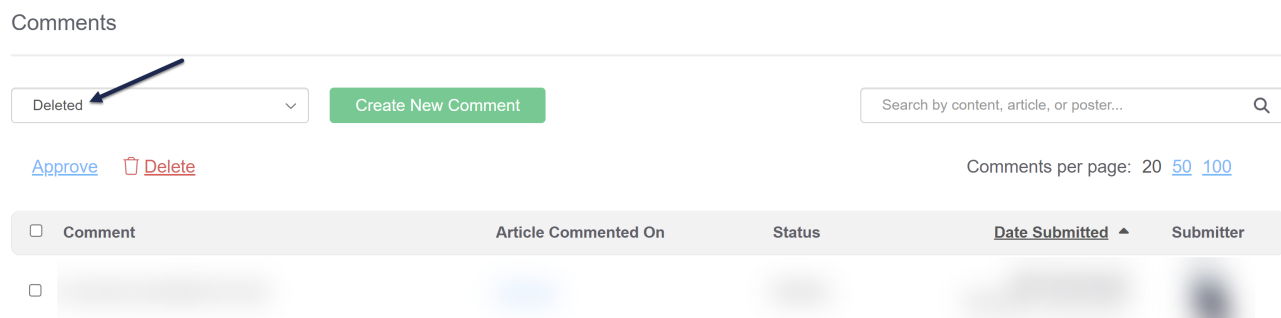 Comments
Deleted
Create New Comment
Search by content, article, or poster...
Approve Delete
Comments per page: 20 50 100
Comment Article Commented On Status Date Submitted Submitter